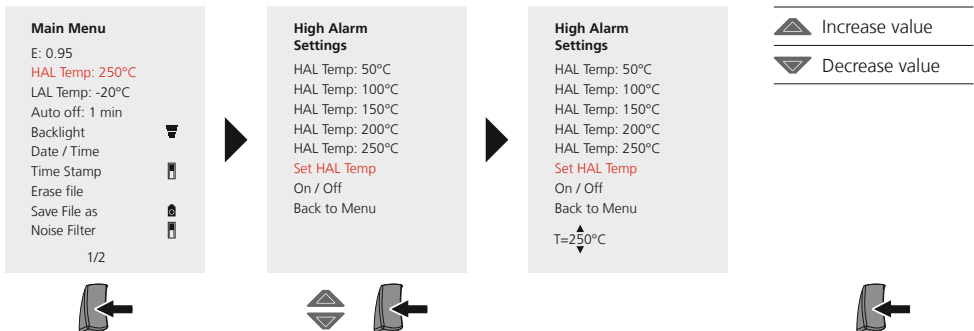 Main Menu
E: 0.95
HAL Temp: 250°C
LAL Temp: -20°C
Auto off: 1 min
Backlight
Date / Time
Time Stamp
Erase file
Save File as
Noise Filter
1/2
High Alarm
Settings
HAL Temp: 50°C
HAL Temp: 100°C
HAL Temp: 150°C
HAL Temp: 200°C
HAL Temp: 250°C
Set HAL Temp
On / Off
Back to Menu
High Alarm
Settings
HAL Temp: 50°C
HAL Temp: 100°C
HAL Temp: 150°C
HAL Temp: 200°C
HAL Temp: 250°C
Set HAL Temp
On / Off
Back to Menu
T=250°C
Increase value
Decrease value